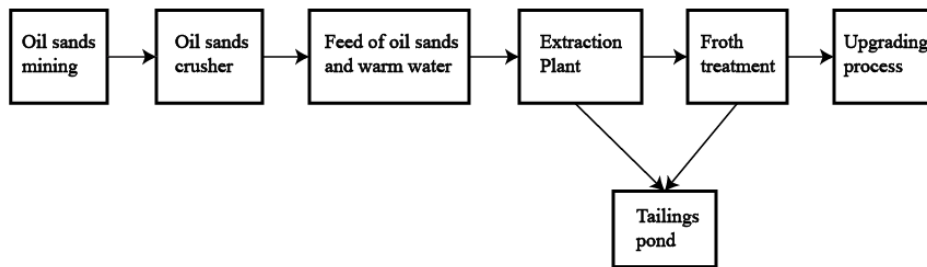 Oil sands
mining
Oil sands
crusher
Feed of oil sands
and warm water
Extraction
Plant
Froth
treatment
Upgrading
process
Tailings
pond